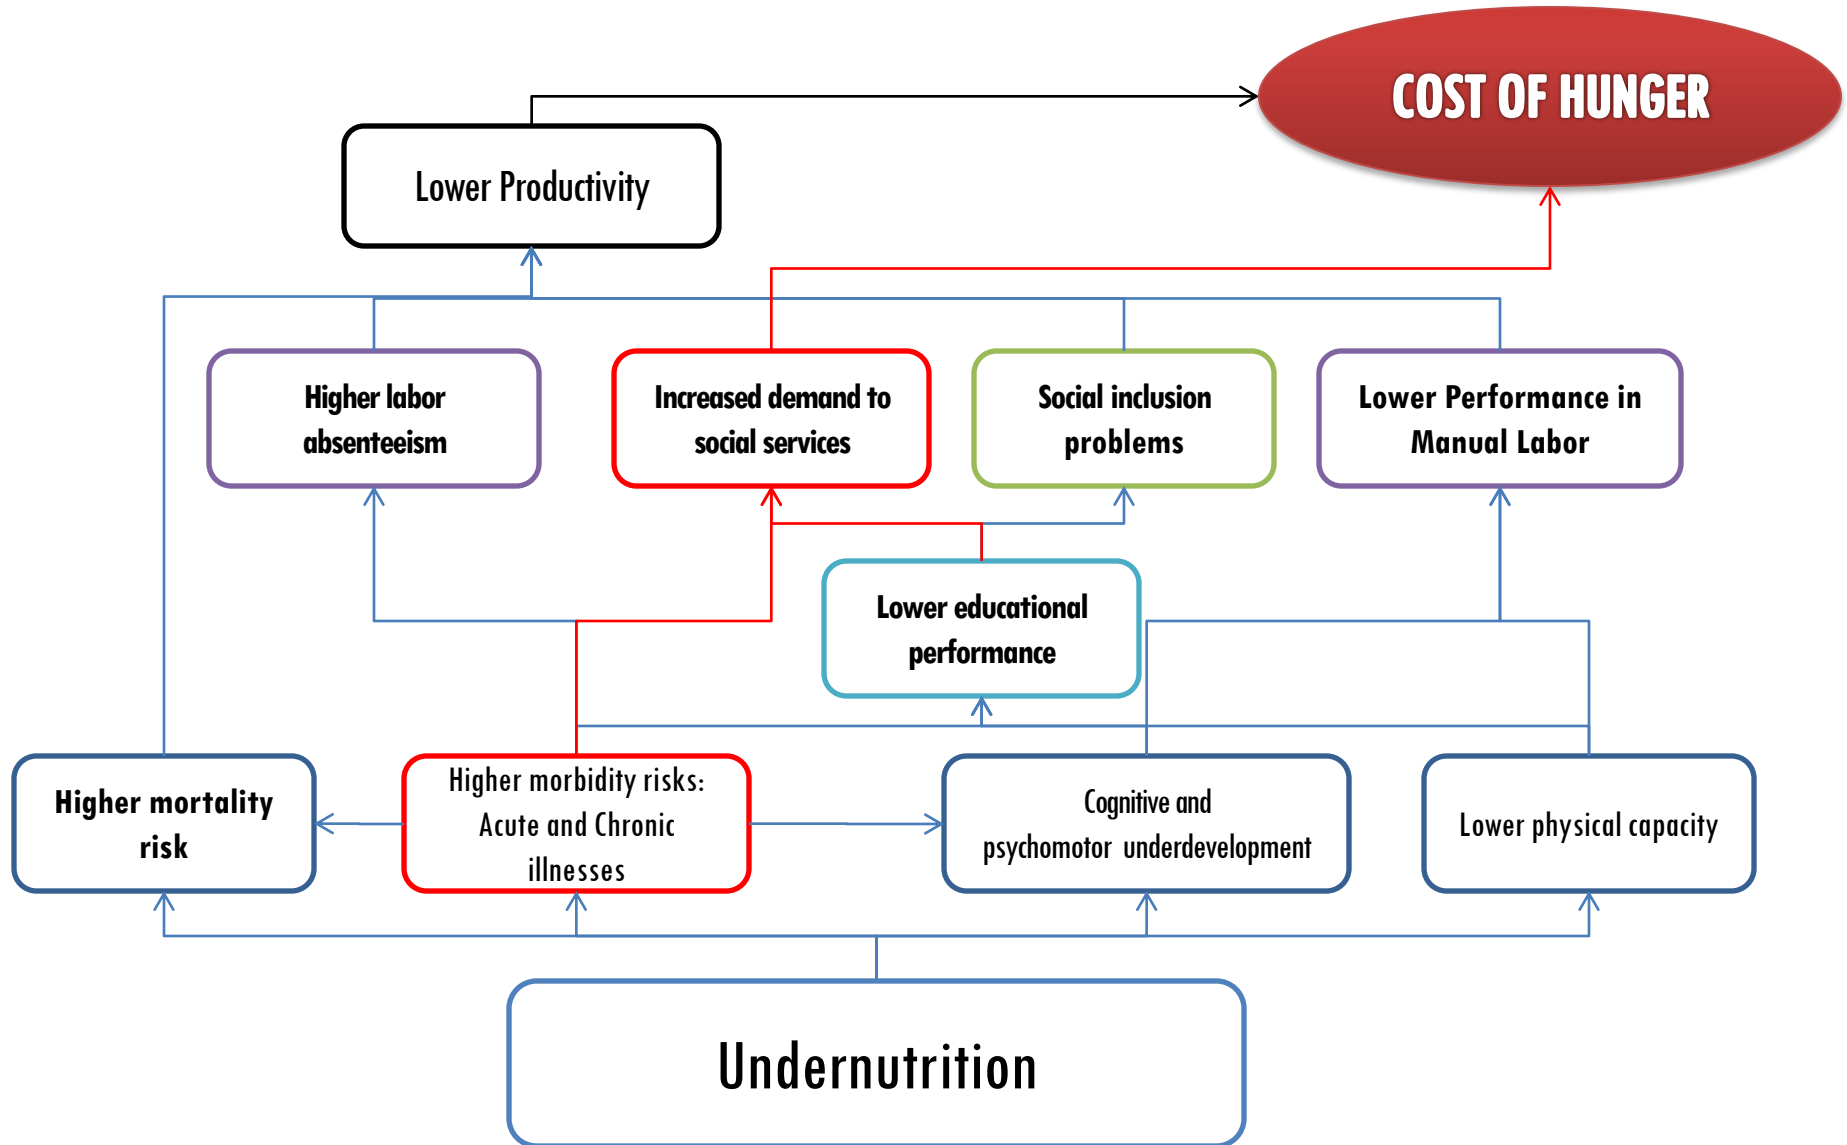 COST OF HUNGER
Lower Productivity
Higher labor
absenteeism
Increased demand to
social services
Social inclusion
problems
Lower Performance in
Manual Labor
Lower educational
performance
Higher mortality
risk
Higher morbidity risks:
Acute and Chronic
illnesses
Cognitive and
psychomotor underdevelopment
Lower physical capacity
Undernutrition